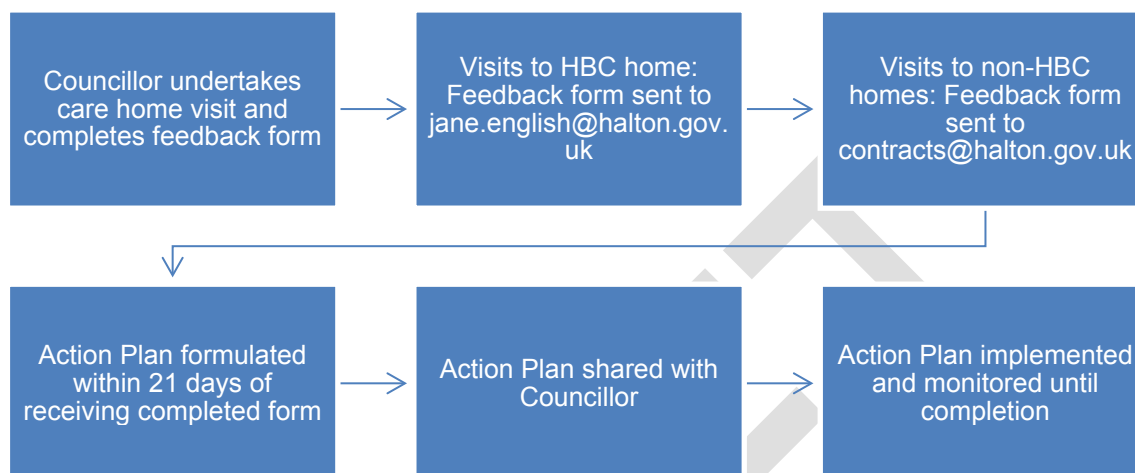 Councillor undertakes
care home visit and
completes feedback form
Visits to HBC home:
Feedback form sent to
jane.english@halton.gov.
uk
Visits to non-HBC
homes: Feedback form
sent to
contracts@halton.gov.uk
Action Plan formulated
within 21 days of
receiving completed form
Action Plan shared with
Councillor
Action Plan implemented
and monitored until
completion